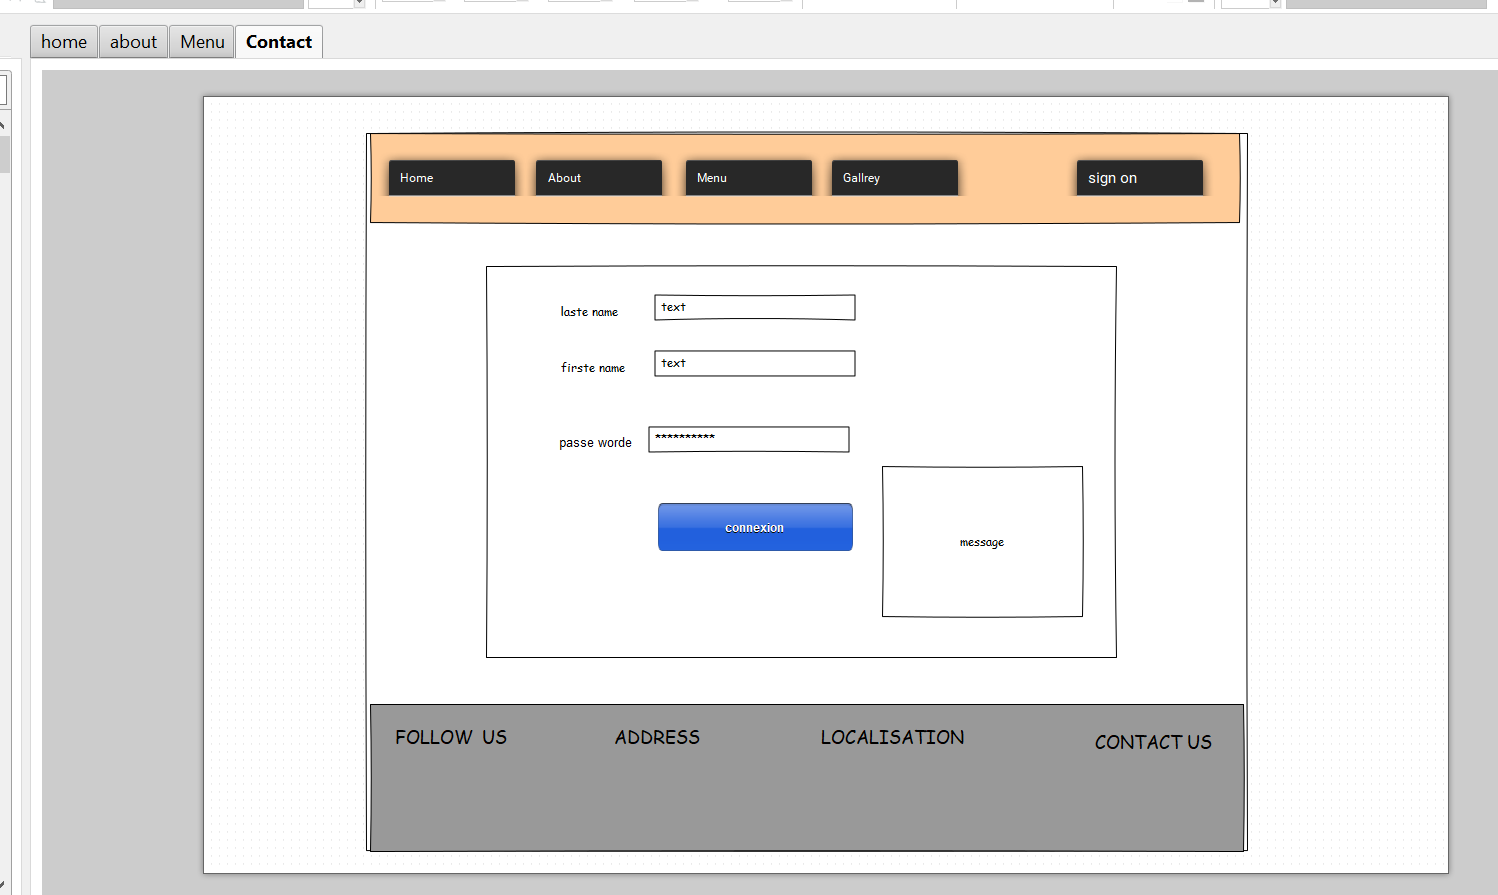 home about Menu Contact
Home About Menu Gallrey sign on
laste name text
firste name text
passe worde **********
connexion
message
FOLLOW US ADDRESS LOCALISATION CONTACT US